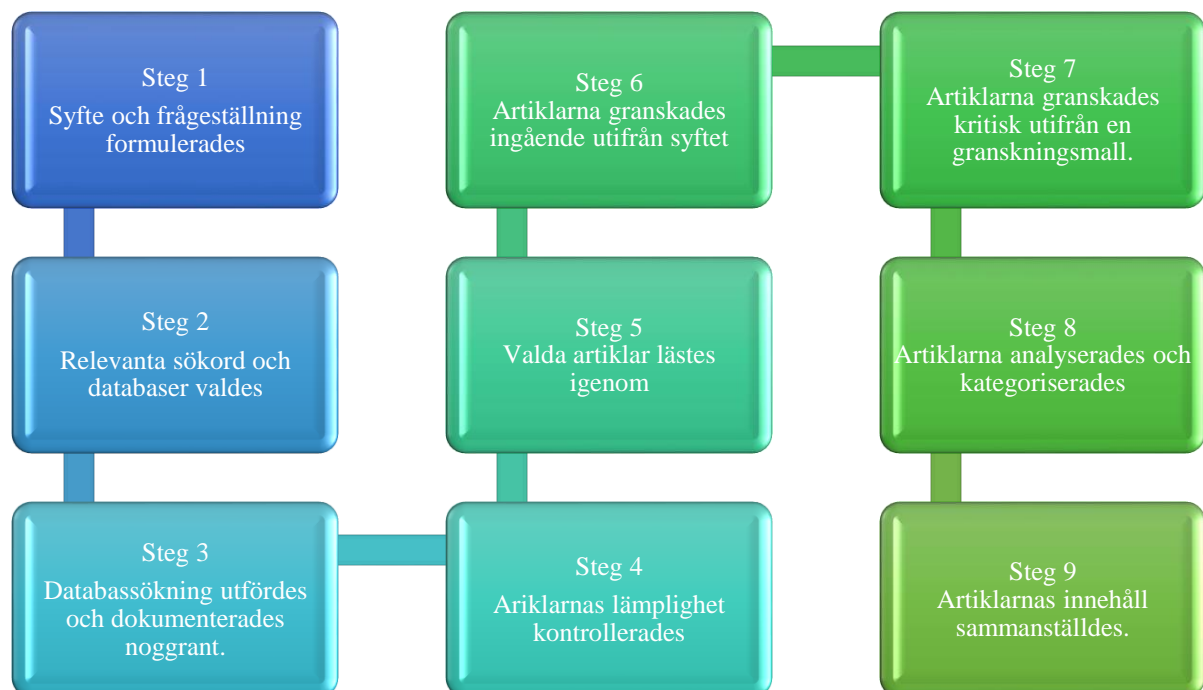 Steg 1
Syfte och frågeställning
formulerades
Steg 2
Relevanta sökord och
databaser valdes
Steg 3
Databassökning utfördes
och dokumenterades
noggrant.
Steg 4
Ariklarnas lämplighet
kontrollerades
Steg 5
Valda artiklar lästes
igenom
Steg 6
Artiklarna granskades
ingående utifrån syftet
Steg 7
Artiklarna granskades
kritisk utifrån en
granskningsmall.
Steg 8
Artiklarna analyserades och
kategoriserades
Steg 9
Artiklarnas innehåll
sammanställdes.